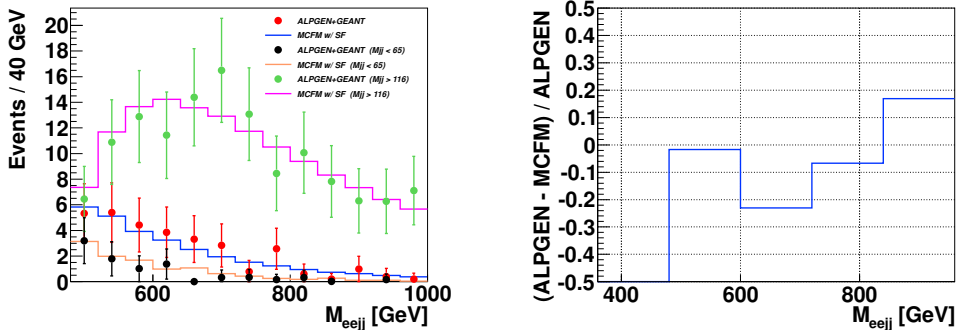 Events / 40 GeV
20
18
16
14
12
10
8
6
4
2
0
ALPGEN+GEANT
MCFM w/ SF
ALPGEN+GEANT (Mjj < 65)
MCFM w/ SF (Mjj < 65)
ALPGEN+GEANT (Mjj > 116)
MCFM w/ SF (Mjj > 116)
600
800
1000
M_eejj [GeV]
(ALPGEN - MCFM) / ALPGEN
0.5
0.4
0.3
0.2
0.1
0
-0.1
-0.2
-0.3
-0.4
-0.5
400
600
800
M_eejj [GeV]